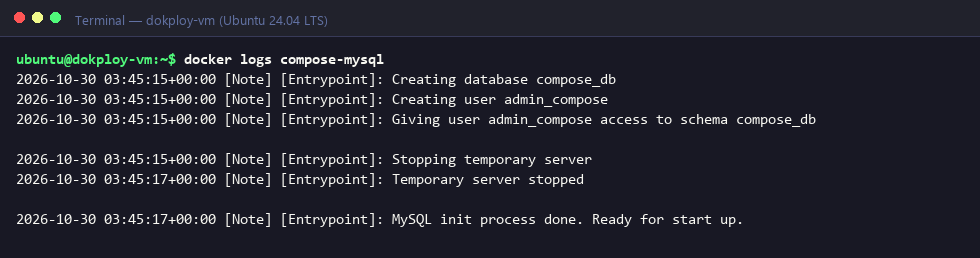 Terminal — dokploy-vm (Ubuntu 24.04 LTS)
ubuntu@dokploy-vm:~$ docker logs compose-mysql
2026-10-30 03:45:15+00:00 [Note] [Entrypoint]: Creating database compose_db
2026-10-30 03:45:15+00:00 [Note] [Entrypoint]: Creating user admin_compose
2026-10-30 03:45:15+00:00 [Note] [Entrypoint]: Giving user admin_compose access to schema compose_db
2026-10-30 03:45:15+00:00 [Note] [Entrypoint]: Stopping temporary server
2026-10-30 03:45:17+00:00 [Note] [Entrypoint]: Temporary server stopped
2026-10-30 03:45:17+00:00 [Note] [Entrypoint]: MySQL init process done. Ready for start up.